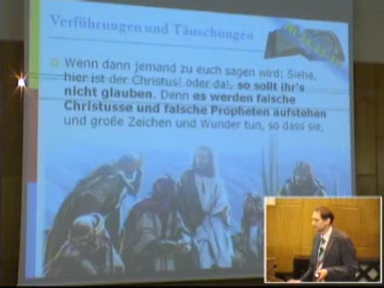 Verführungen und Täuschungen
Wenn dann jemand zu euch sagen wird: Siehe,
hier ist der Christus! oder da!, so sollt ihr's
nicht glauben. Denn es werden falsche
Christusse und falsche Propheten aufstehen
und große Zeichen und Wunder tun, so dass sie,